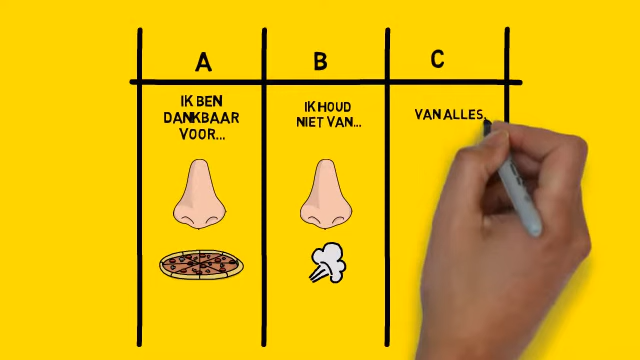 A
B
C
IK BEN
DANKBAAR
VOOR...
IK HOUD
NIET VAN...
VAN ALLES.